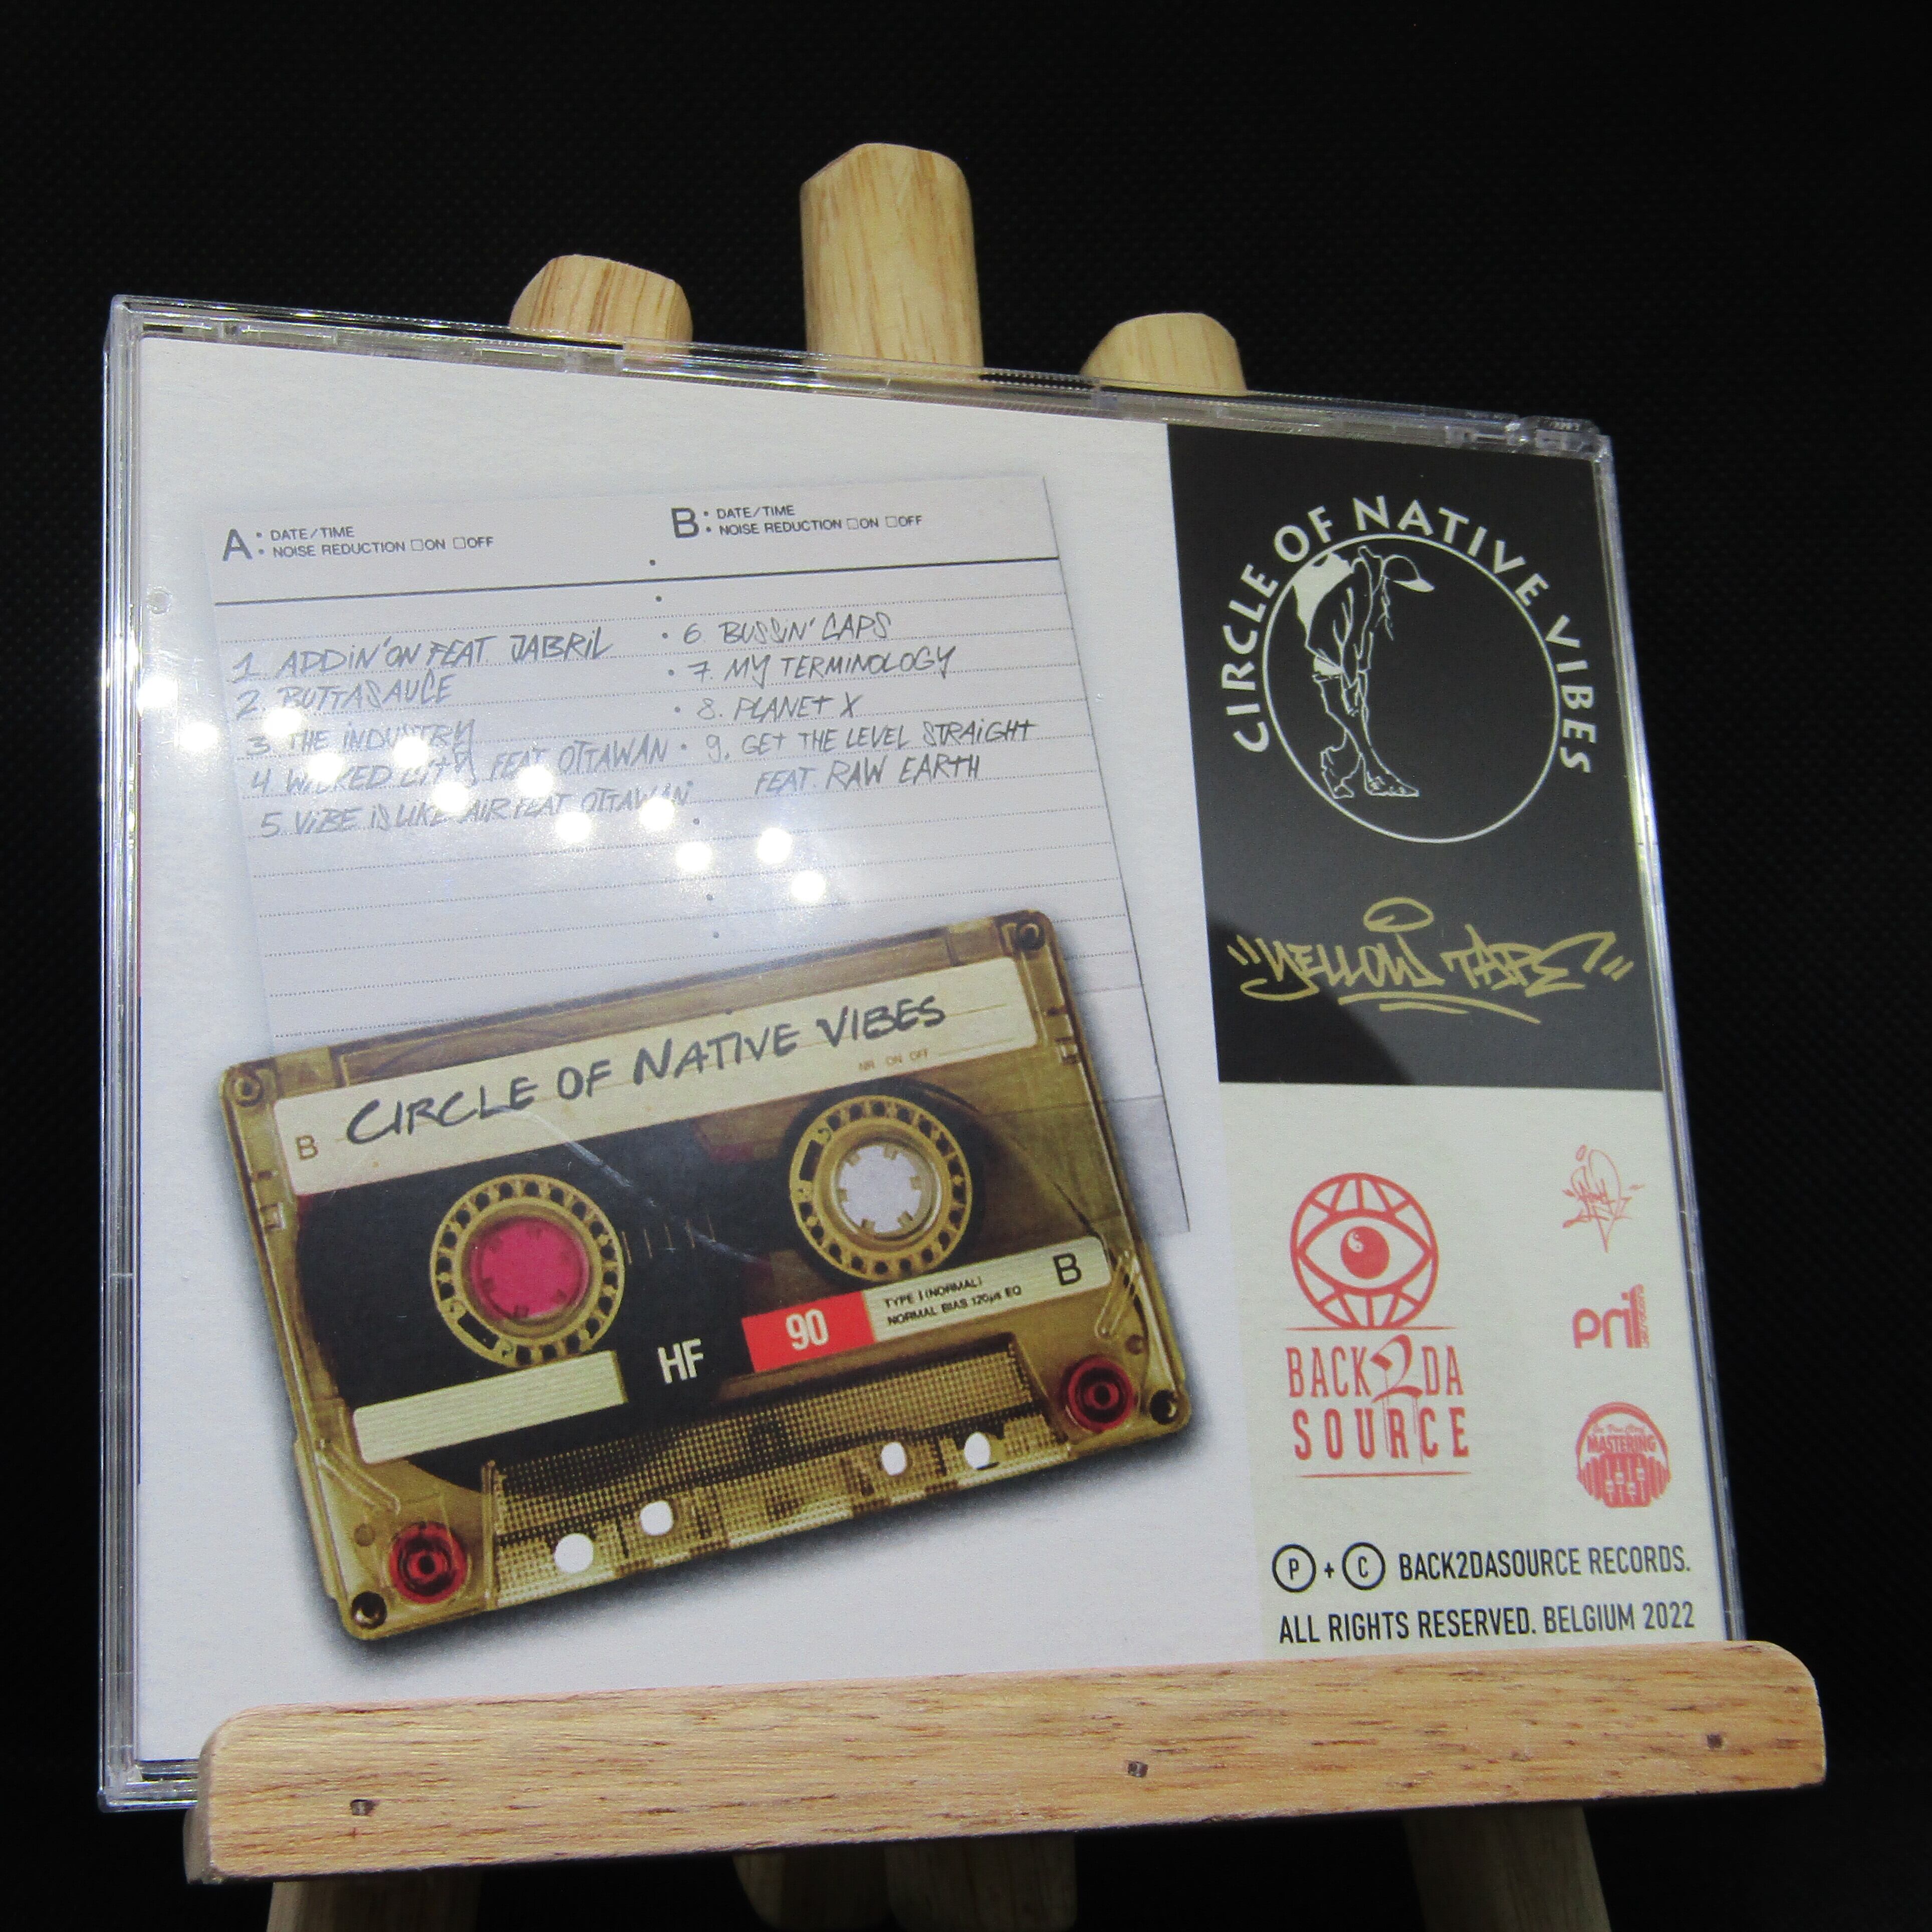 A • DATE/TIME
• NOISE REDUCTION □ON □OFF
B • DATE/TIME
• NOISE REDUCTION □ON □OFF
1. ADDIN'ON FEAT JABRIL
2. BUTTASAUCE
3. THE INDUSTRY
4. WICKED CITY FEAT OTTAWAN
5. VIBE IS LIKE AIR FEAT OTTAWAN
6. BUSSIN' CAPS
7. MY TERMINOLOGY
8. PLANET X
9. GET THE LEVEL STRAIGHT
FEAT. RAW EARTH
B CIRCLE OF NATIVE VIBES
NR ON OFF
HF
90
TYPE I (NORMAL)
NORMAL BIAS 120µs EQ
B
CIRCLE OF NATIVE VIBES
"YELLOW TAPE"
BACK2DA
SOURCE
MASTERING
P + C BACK2DASOURCE RECORDS.
ALL RIGHTS RESERVED. BELGIUM 2022